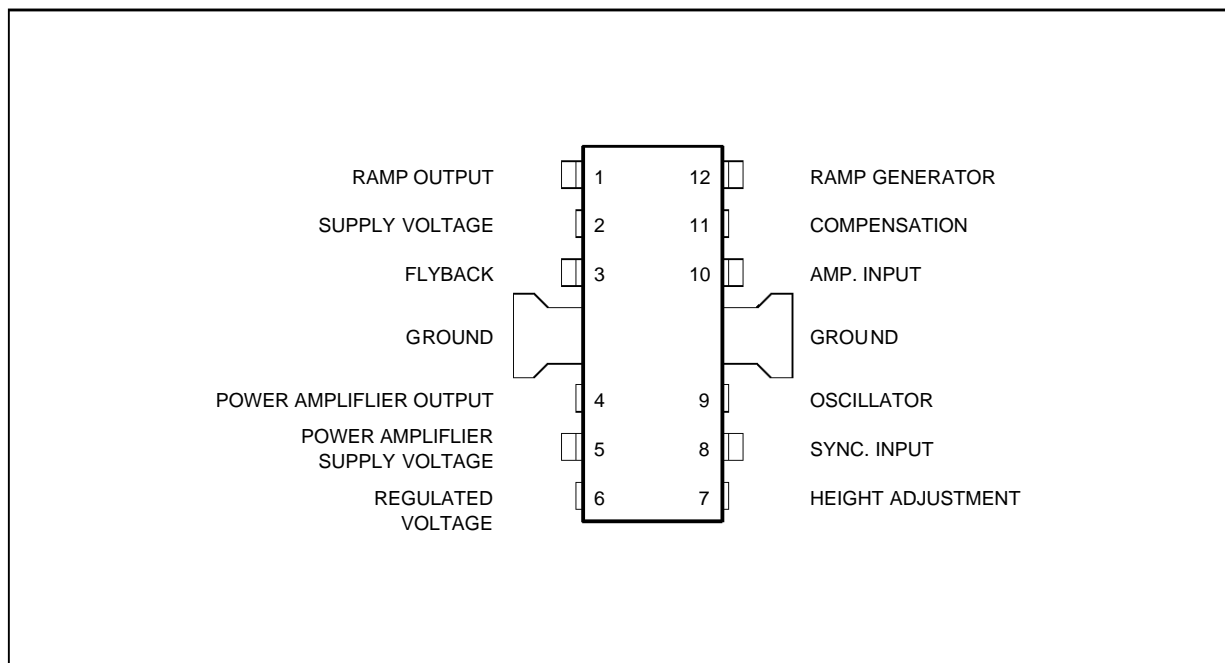 RAMP OUTPUT 1 12 RAMP GENERATOR
SUPPLY VOLTAGE 2 11 COMPENSATION
FLYBACK 3 10 AMP. INPUT
GROUND GROUND
POWER AMPLIFLIER OUTPUT 4 9 OSCILLATOR
POWER AMPLIFLIER
SUPPLY VOLTAGE 5 8 SYNC. INPUT
REGULATED
VOLTAGE 6 7 HEIGHT ADJUSTMENT